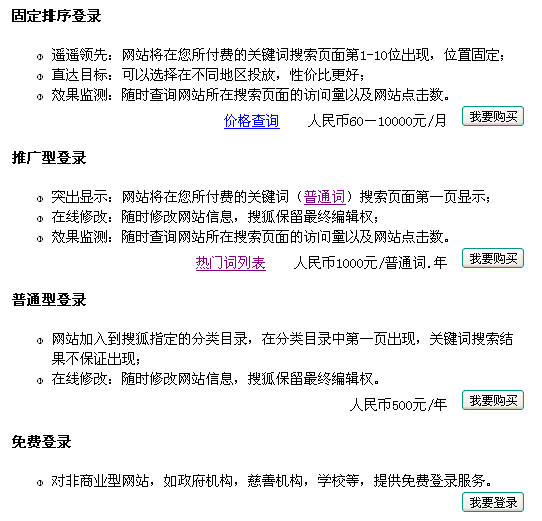 固定排序登录
遥遥领先：网站将在您所付费的关键词搜索页面第1-10位出现，位置固定；
直达目标：可以选择在不同地区投放，性价比更好；
效果监测：随时查询网站所在搜索页面的访问量以及网站点击数。
价格查询 人民币60－10000元/月 我要购买
推广型登录
突出显示：网站将在您所付费的关键词（普通词）搜索页面第一页显示；
在线修改：随时修改网站信息，搜狐保留最终编辑权；
效果监测：随时查询网站所在搜索页面的访问量以及网站点击数。
热门词列表 人民币1000元/普通词.年 我要购买
普通型登录
网站加入到搜狐指定的分类目录，在分类目录中第一页出现，关键词搜索结
果不保证出现；
在线修改：随时修改网站信息，搜狐保留最终编辑权。
人民币500元/年 我要购买
免费登录
对非商业型网站，如政府机构，慈善机构，学校等，提供免费登录服务。
我要登录